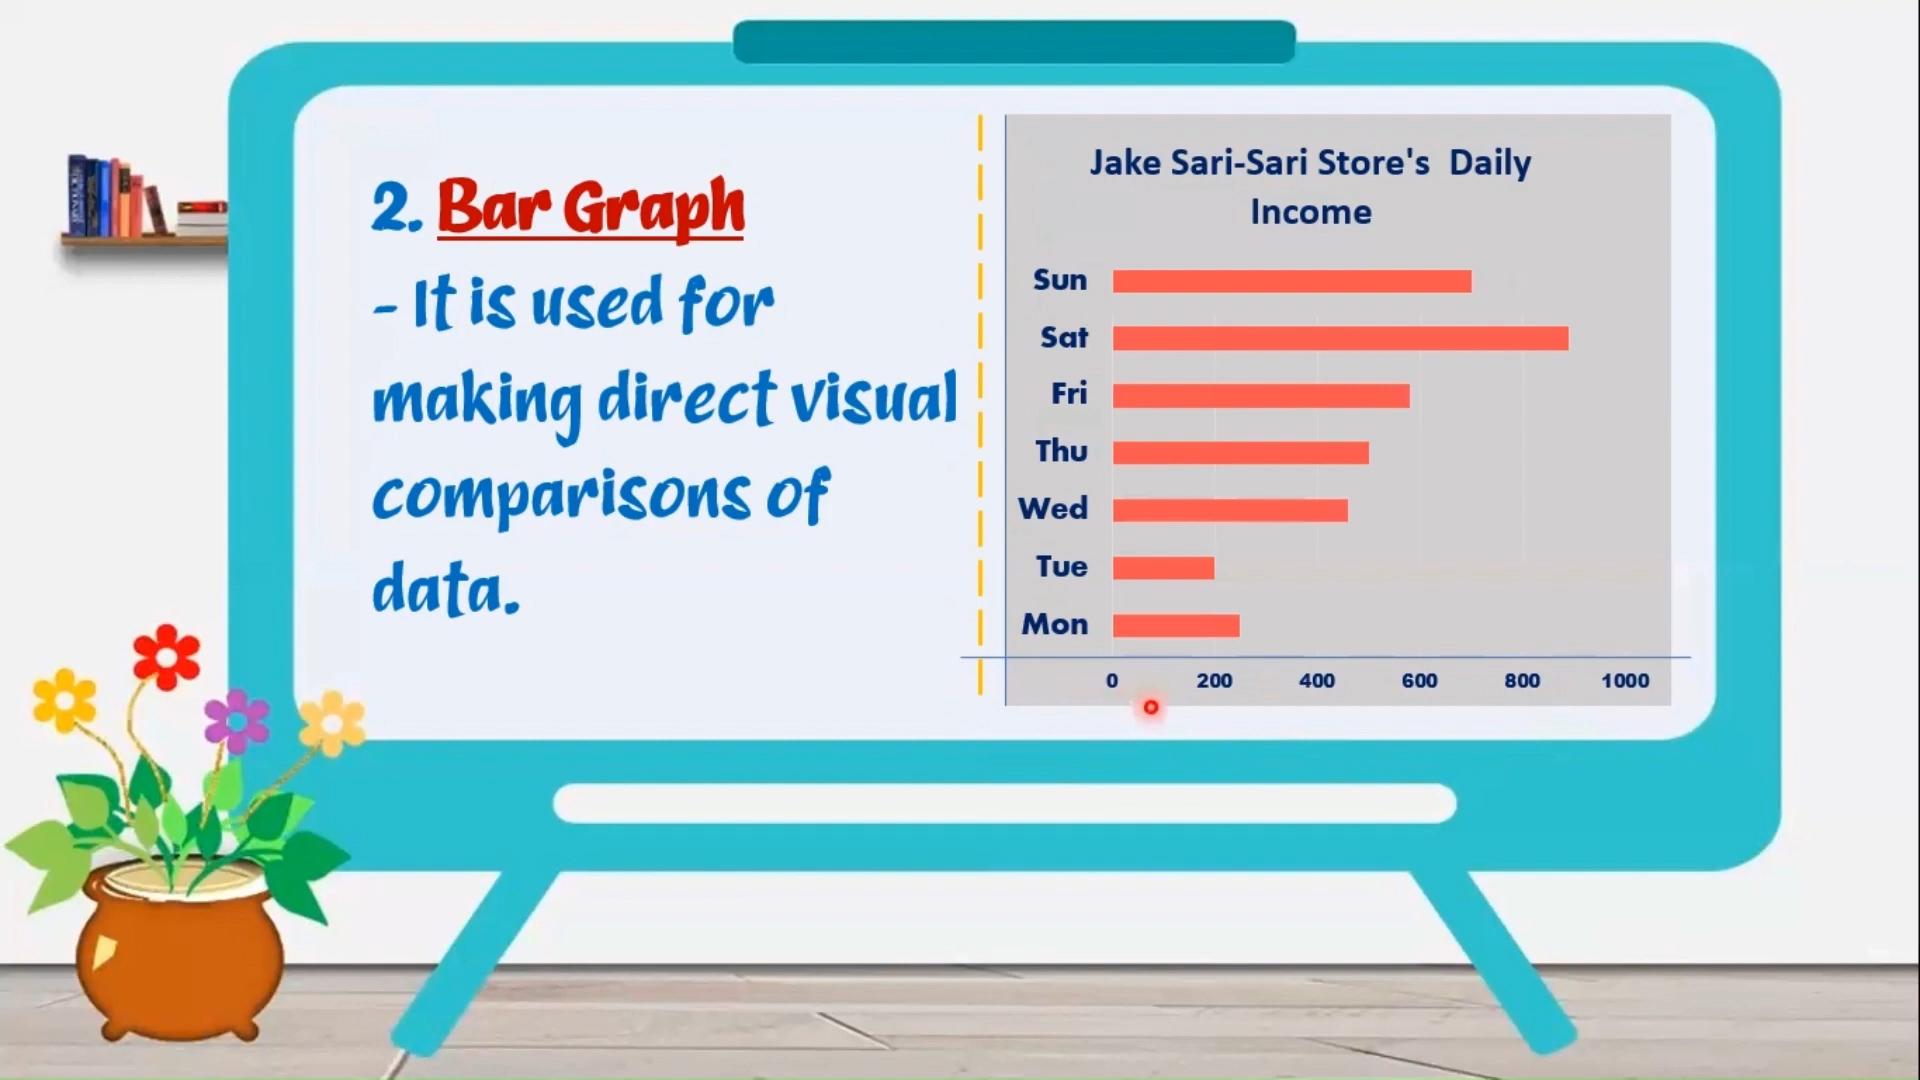 2. Bar Graph
- It is used for
making direct visual
comparisons of
data.
Jake Sari-Sari Store's Daily
Income
Sun
Sat
Fri
Thu
Wed
Tue
Mon
0 200 400 600 800 1000